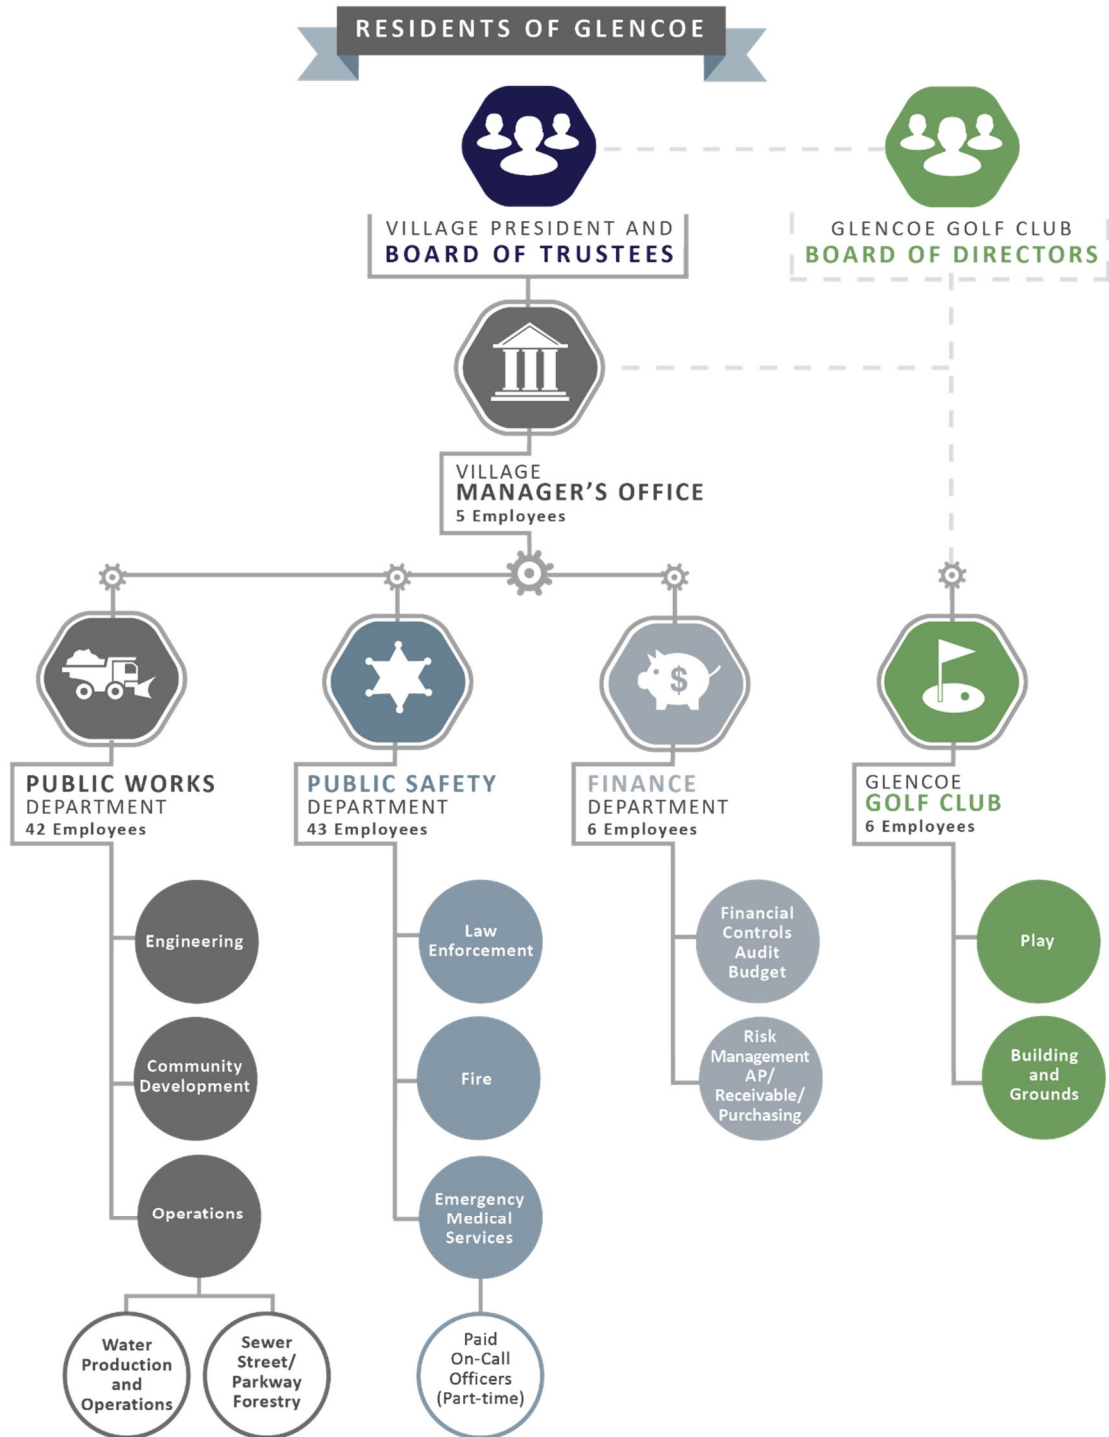 RESIDENTS OF GLENCOE
VILLAGE PRESIDENT AND
BOARD OF TRUSTEES
GLENCOE GOLF CLUB
BOARD OF DIRECTORS
VILLAGE
MANAGER'S OFFICE
5 Employees
PUBLIC WORKS
DEPARTMENT
42 Employees
PUBLIC SAFETY
DEPARTMENT
43 Employees
$
FINANCE
DEPARTMENT
6 Employees
GLENCOE
GOLF CLUB
6 Employees
Engineering
Community
Development
Operations
Water
Production
and
Operations
Sewer
Street/
Parkway
Forestry
Law
Enforcement
Fire
Emergency
Medical
Services
Paid
On-Call
Officers
(Part-time)
Financial
Controls
Audit
Budget
Risk
Management
AP/
Receivable/
Purchasing
Play
Building
and
Grounds